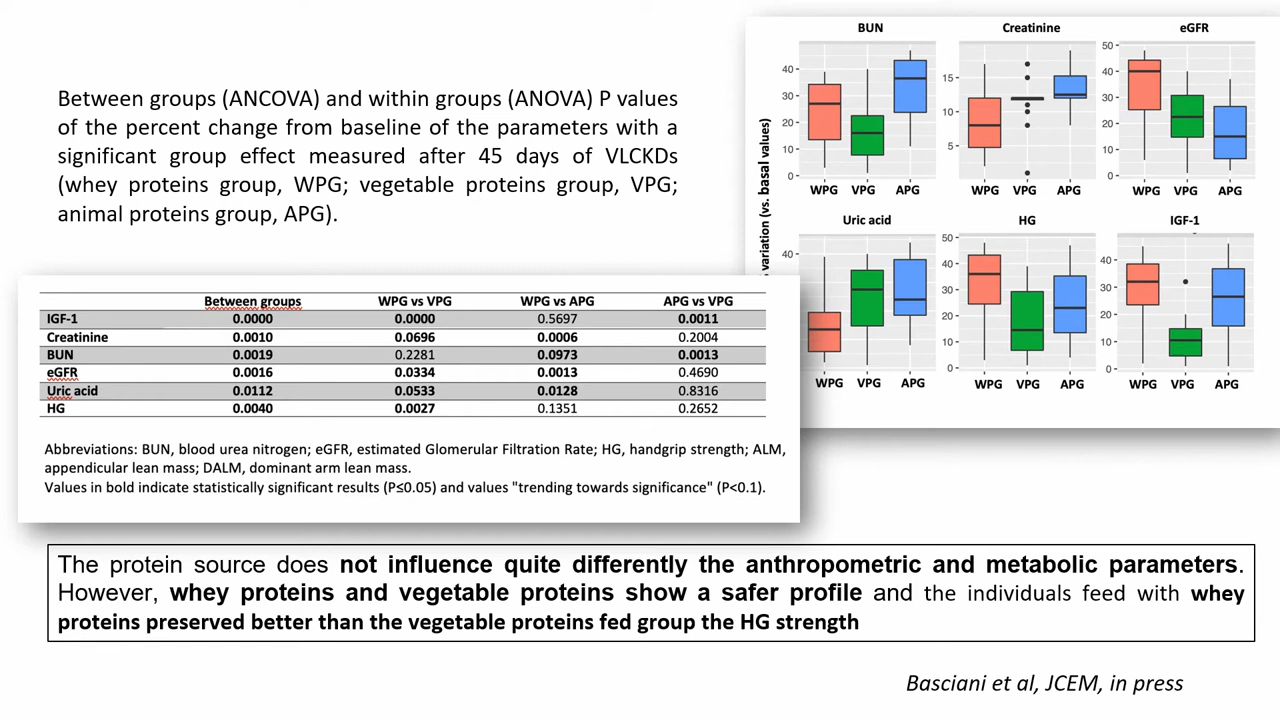 Between groups (ANCOVA) and within groups (ANOVA) P values
of the percent change from baseline of the parameters with a
significant group effect measured after 45 days of VLCKDs
(whey proteins group, WPG; vegetable proteins group, VPG;
animal proteins group, APG).
BUN Creatinine eGFR
40 30 20 10 0
15 10 5
50 40 30 20 10 0
WPG VPG APG WPG VPG APG WPG VPG APG
variation (vs. basal values)
Uric acid HG IGF-1
40
50 40 30 20 10 0
40 30 20 10 0
WPG VPG APG WPG VPG APG WPG VPG APG
Between groups WPG vs VPG WPG vs APG APG vs VPG
IGF-1 0.0000 0.0000 0.5697 0.0011
Creatinine 0.0010 0.0696 0.0006 0.2004
BUN 0.0019 0.2281 0.0973 0.0013
eGFR 0.0016 0.0334 0.0013 0.4690
Uric acid 0.0112 0.0533 0.0128 0.8316
HG 0.0040 0.0027 0.1351 0.2652
Abbreviations: BUN, blood urea nitrogen; eGFR, estimated Glomerular Filtration Rate; HG, handgrip strength; ALM,
appendicular lean mass; DALM, dominant arm lean mass.
Values in bold indicate statistically significant results (P≤0.05) and values "trending towards significance" (P<0.1).
The protein source does not influence quite differently the anthropometric and metabolic parameters.
However, whey proteins and vegetable proteins show a safer profile and the individuals feed with whey
proteins preserved better than the vegetable proteins fed group the HG strength
Basciani et al, JCEM, in press